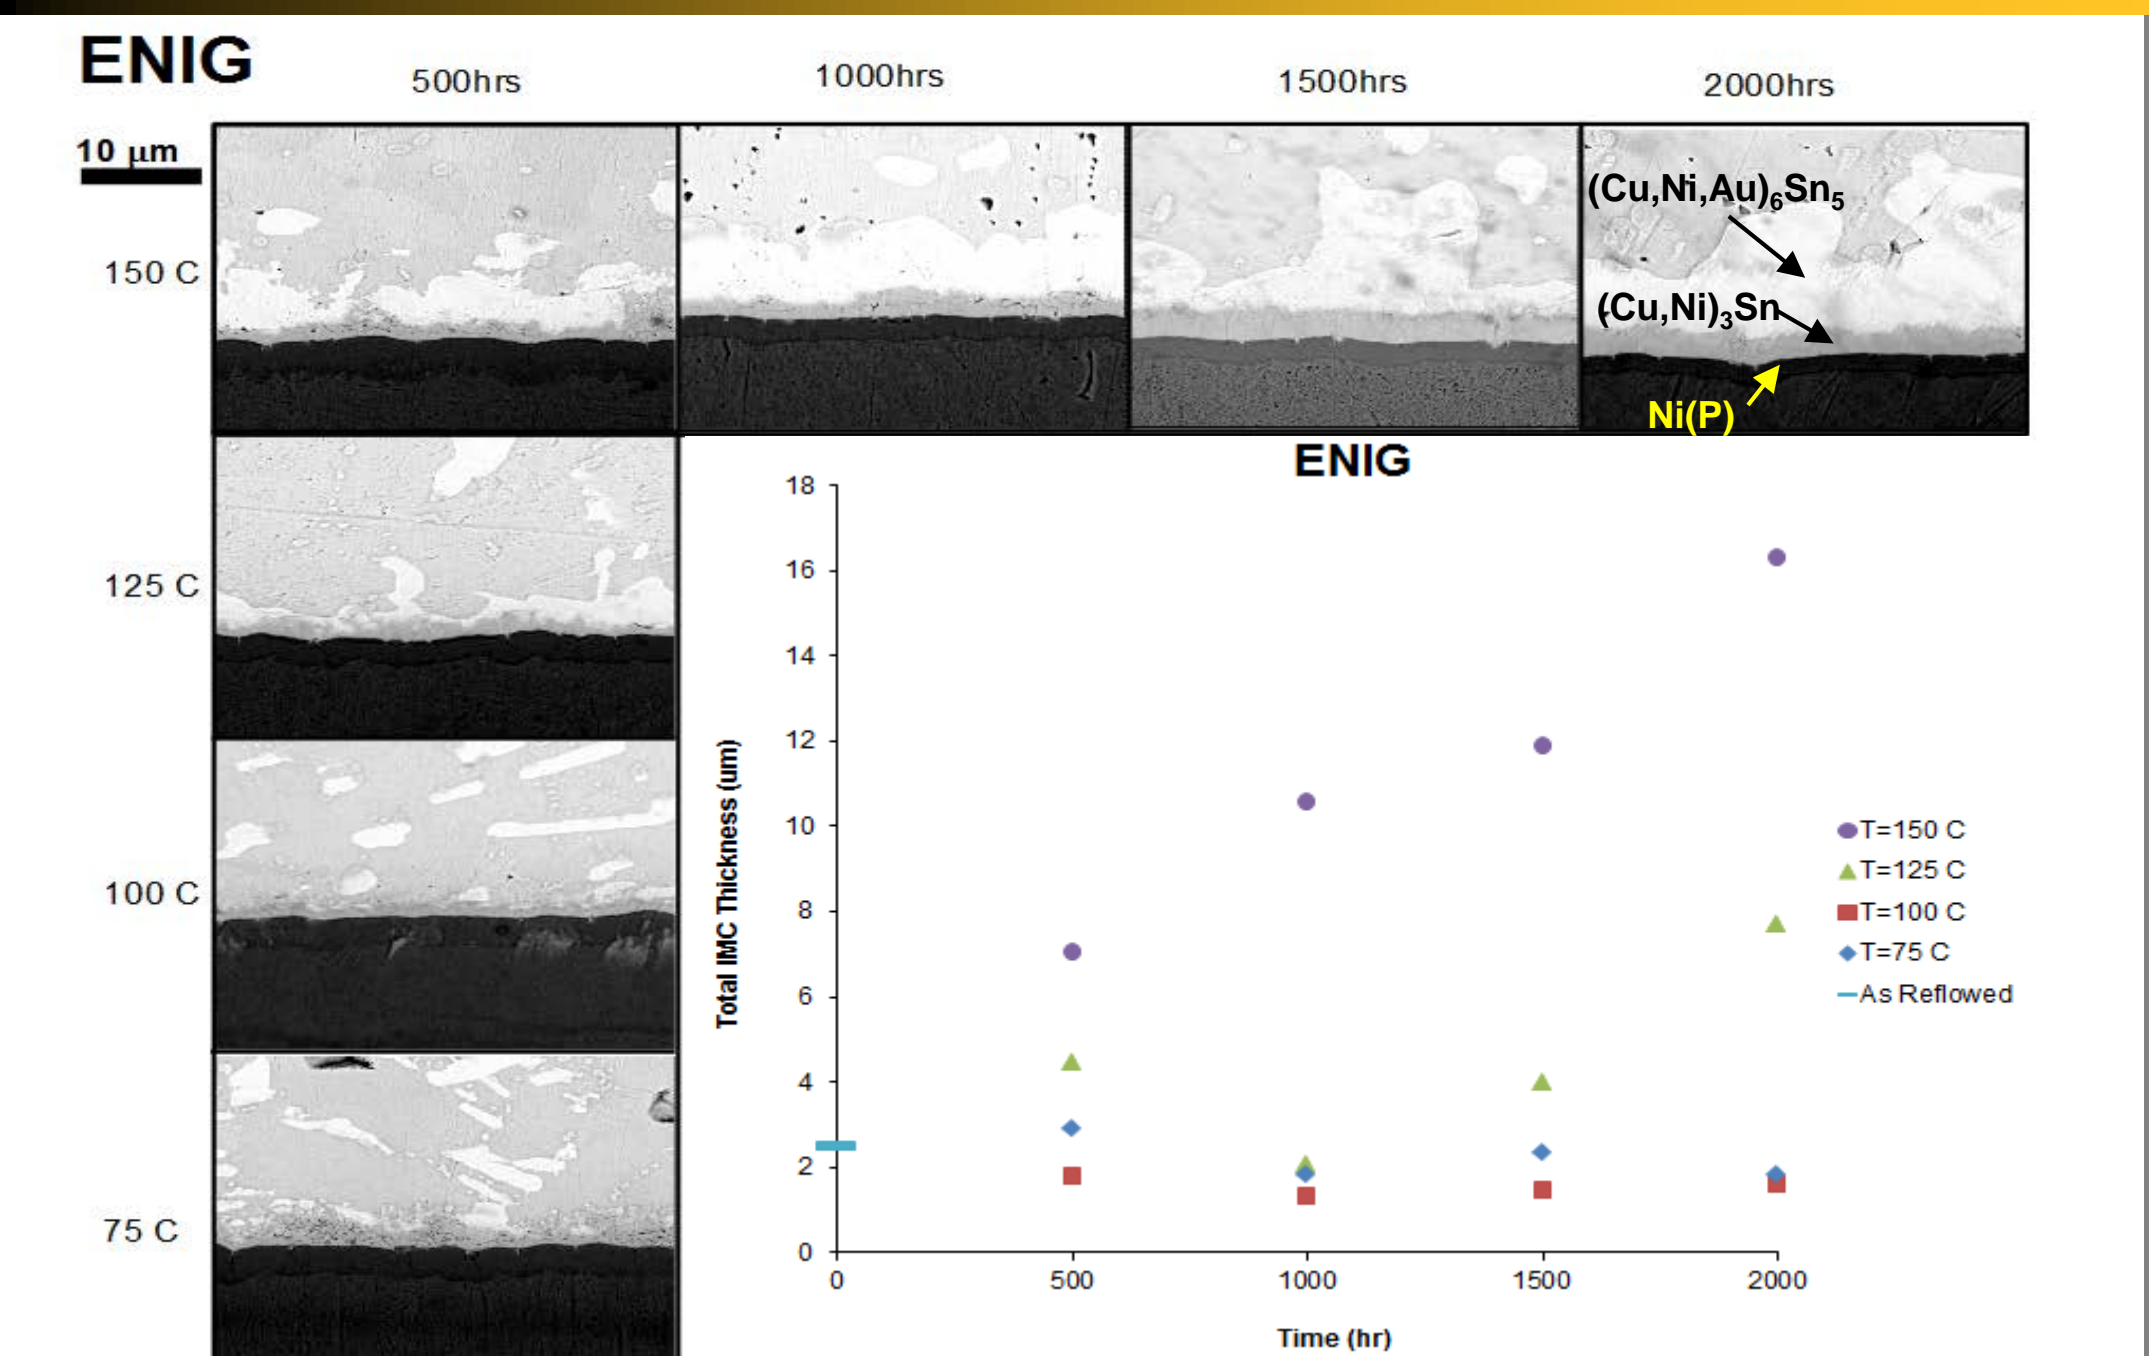 ENIG
500hrs
1000hrs
1500hrs
2000hrs
10 μm
150 C
(Cu,Ni,Au)₆Sn₅
(Cu,Ni)₃Sn
Ni(P)
125 C
100 C
75 C
ENIG
Total IMC Thickness (um)
18
16
14
12
10
8
6
4
2
0
0
500
1000
1500
2000
Time (hr)
T=150 C
T=125 C
T=100 C
T=75 C
As Reflowed